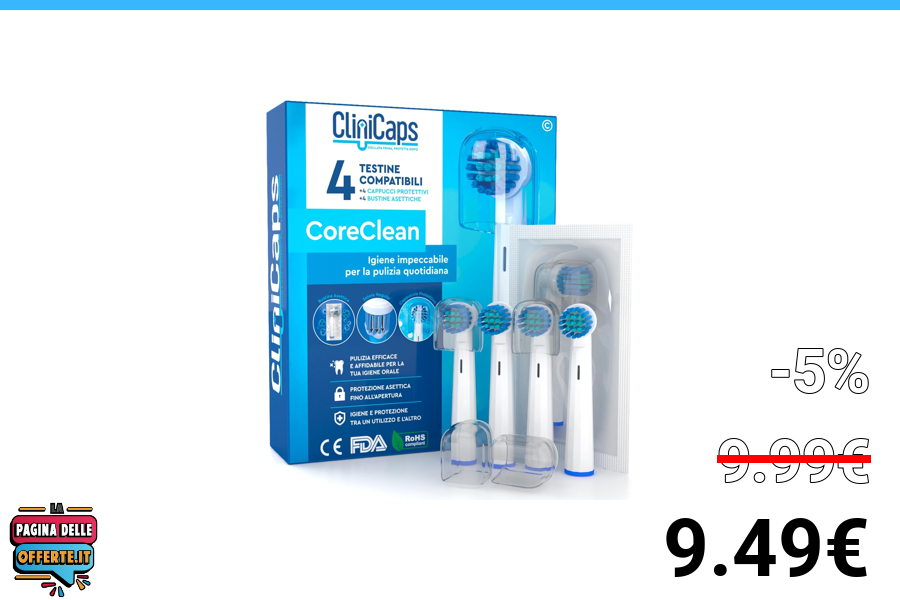 CliniCaps
©
4
TESTINE
COMPATIBILI
+4 CAPPUCCI PROTETTIVI
+4 BUSTINE ASETTICHE
CoreClean
Igiene impeccabile
per la pulizia quotidiana
CliniCaps
PULIZIA EFFICACE
E AFFIDABILE PER LA
TUA IGIENE ORALE
PROTEZIONE ASETTICA
FINO ALL'APERTURA
IGIENE E PROTEZIONE
TRA UN UTILIZZO E L'ALTRO
CE FDA RoHS
compliant
-5%
9.99€
9.49€
LA
PAGINA DELLE
OFFERTE.IT